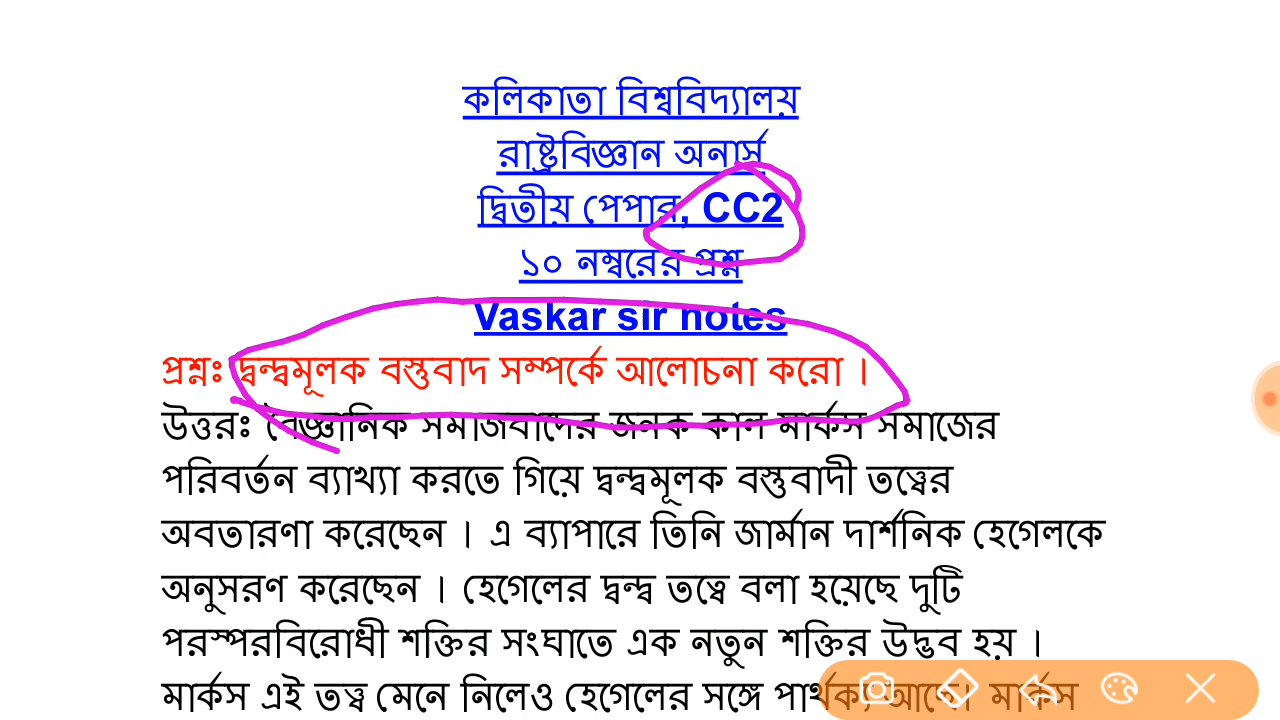 কলিকাতা বিশ্ববিদ্যালয়
রাষ্ট্রবিজ্ঞান অনার্স
দ্বিতীয় পেপার, CC2
১০ নম্বরের প্রশ্ন
Vaskar sir notes
প্রশ্নঃ দ্বন্দ্বমূলক বস্তুবাদ সম্পর্কে আলোচনা করো ।
উত্তরঃ বৈজ্ঞানিক সমাজবাদের জনক কাল মার্কস সমাজের
পরিবর্তন ব্যাখ্যা করতে গিয়ে দ্বন্দ্বমূলক বস্তুবাদী তত্ত্বের
অবতারণা করেছেন । এ ব্যাপারে তিনি জার্মান দার্শনিক হেগেলকে
অনুসরণ করেছেন । হেগেলের দ্বন্দ্ব তত্বে বলা হয়েছে দুটি
পরস্পরবিরোধী শক্তির সংঘাতে এক নতুন শক্তির উদ্ভব হয় ।
মার্কস এই তত্ত্ব মেনে নিলেও হেগেলের সঙ্গে পার্থক্য আছে। মার্কস